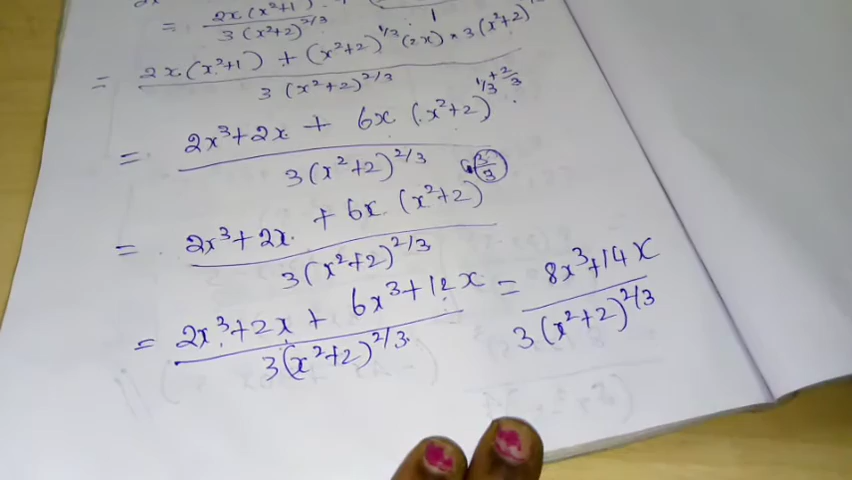 = 2x(x²+1) / 3(x²+2)^2/3
= 2x(x²+1) + (x²+2)^1/3 (2x) × 3(x²+2) / 3(x²+2)^2/3
= 2x³+2x + 6x (x²+2)^1/3+2/3 / 3(x²+2)^2/3
= 2x³+2x + 6x (x²+2)^3/3 / 3(x²+2)^2/3
= 2x³+2x + 6x³+12x / 3(x²+2)^2/3 = 8x³+14x / 3(x²+2)^2/3